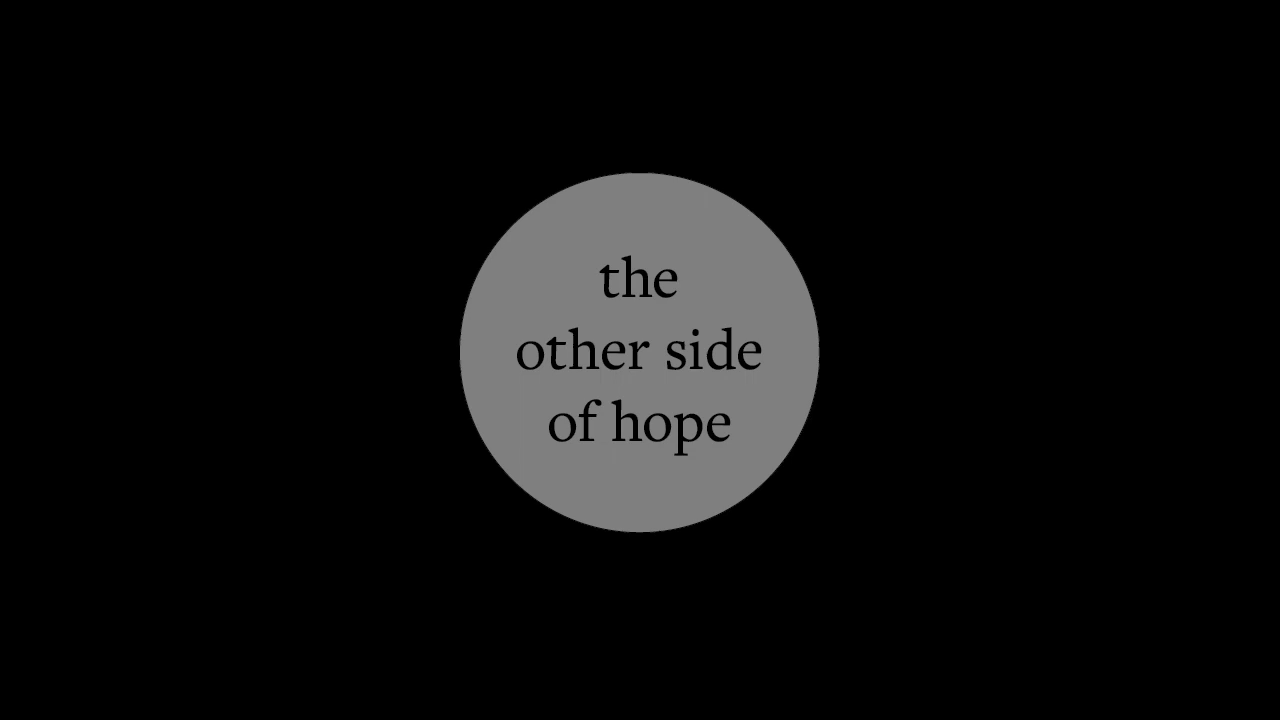 the
other side
of hope